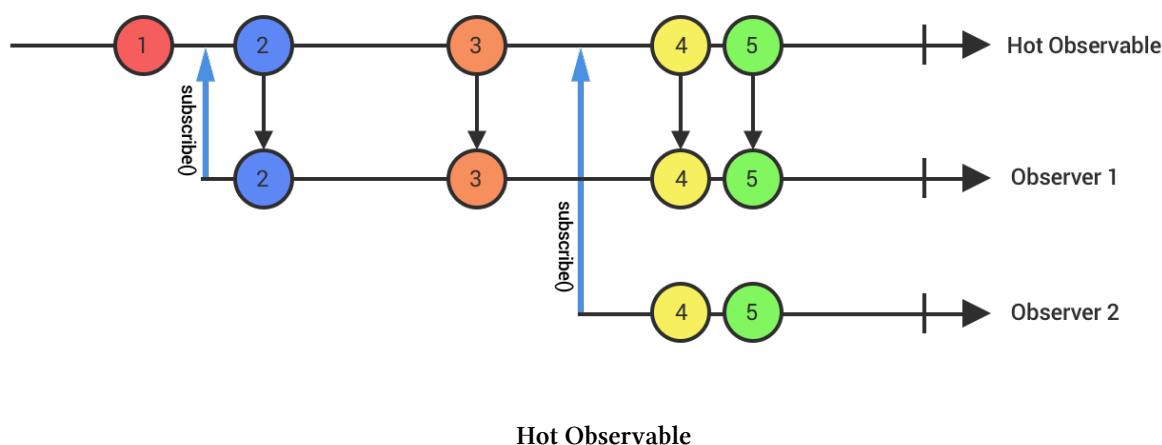 1 2 3 4 5 Hot Observable
subscribe()
2 3 4 5 Observer 1
subscribe()
4 5 Observer 2
Hot Observable